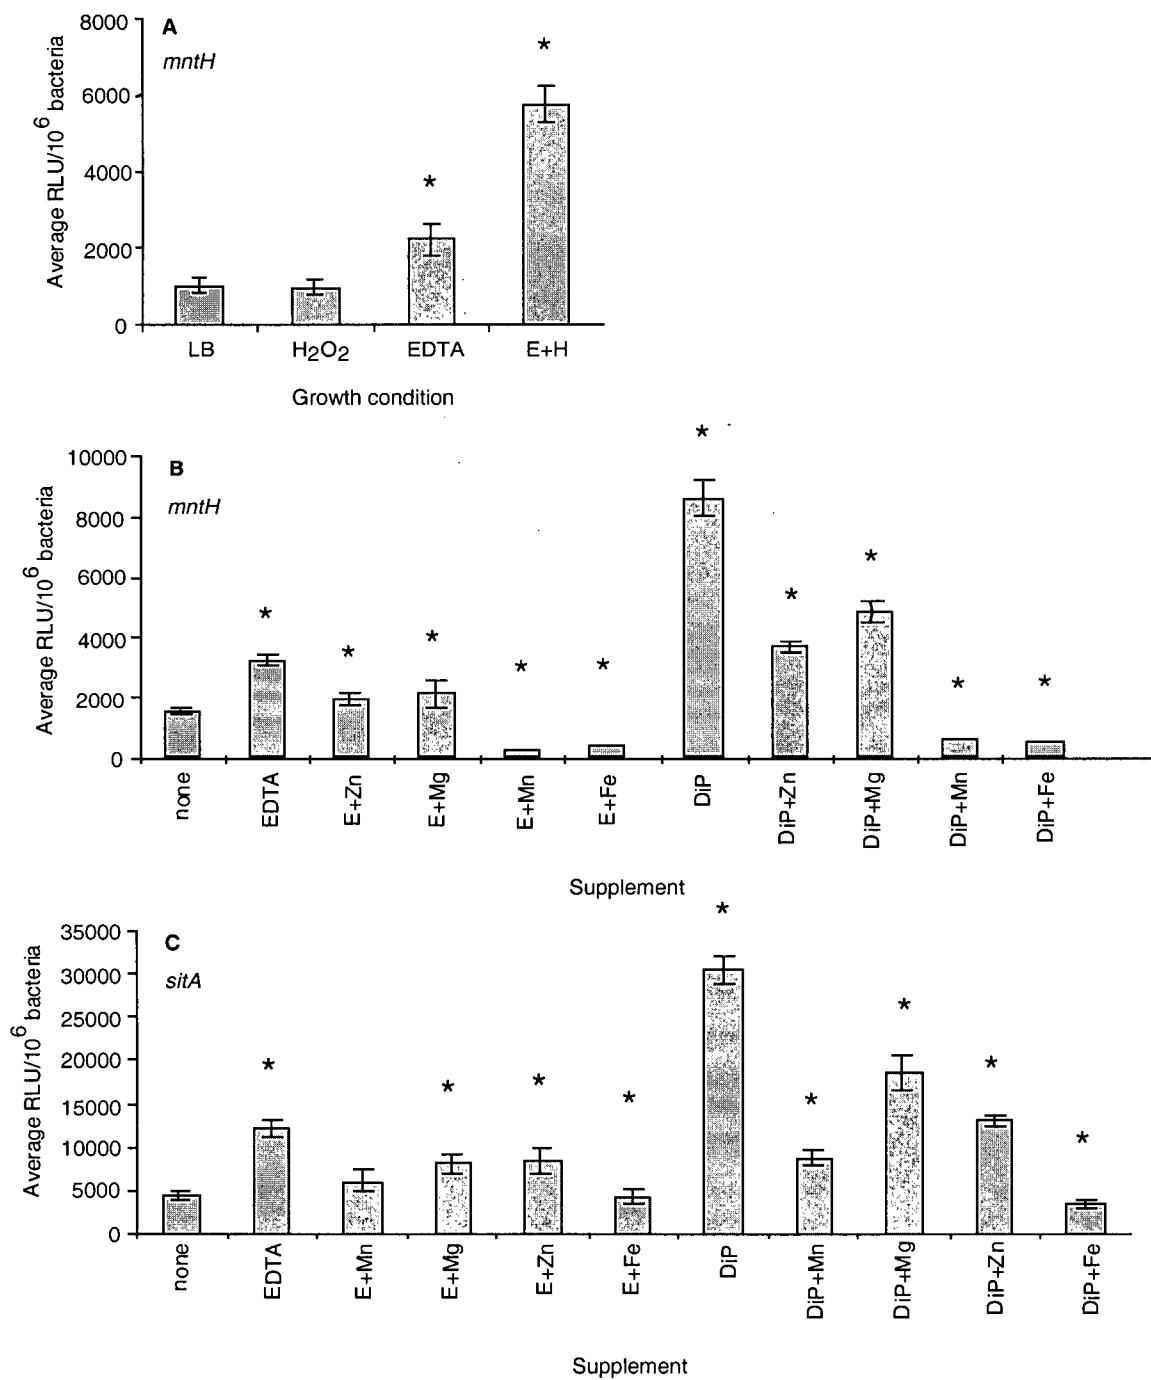 A
mntH
Average RLU/10^6 bacteria
8000
6000
4000
2000
0
*
*
LB H2O2 EDTA E+H
Growth condition
B
mntH
Average RLU/10^6 bacteria
10000
8000
6000
4000
2000
0
*
*
*
*
*
*
*
*
*
*
none EDTA E+Zn E+Mg E+Mn E+Fe DiP DiP+Zn DiP+Mg DiP+Mn DiP+Fe
Supplement
C
sitA
Average RLU/10^6 bacteria
35000
30000
25000
20000
15000
10000
5000
0
*
*
*
*
*
*
*
*
*
none EDTA E+Mn E+Mg E+Zn E+Fe DiP DiP+Mn DiP+Mg DiP+Zn DiP+Fe
Supplement